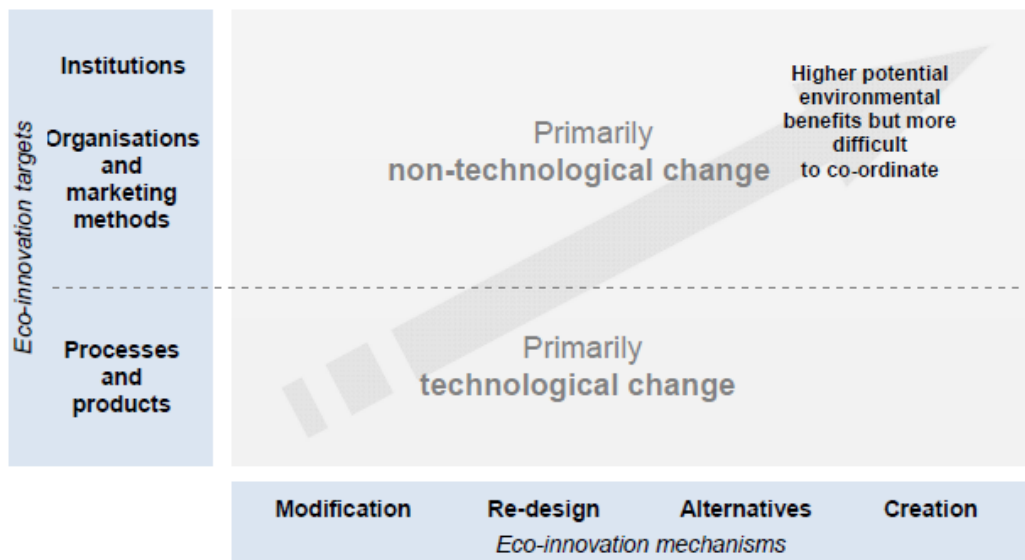 Eco-innovation targets
Institutions
Organisations
and
marketing
methods
Processes
and
products
Primarily
non-technological change
Higher potential
environmental
benefits but more
difficult
to co-ordinate
Primarily
technological change
Modification
Re-design
Alternatives
Creation
Eco-innovation mechanisms